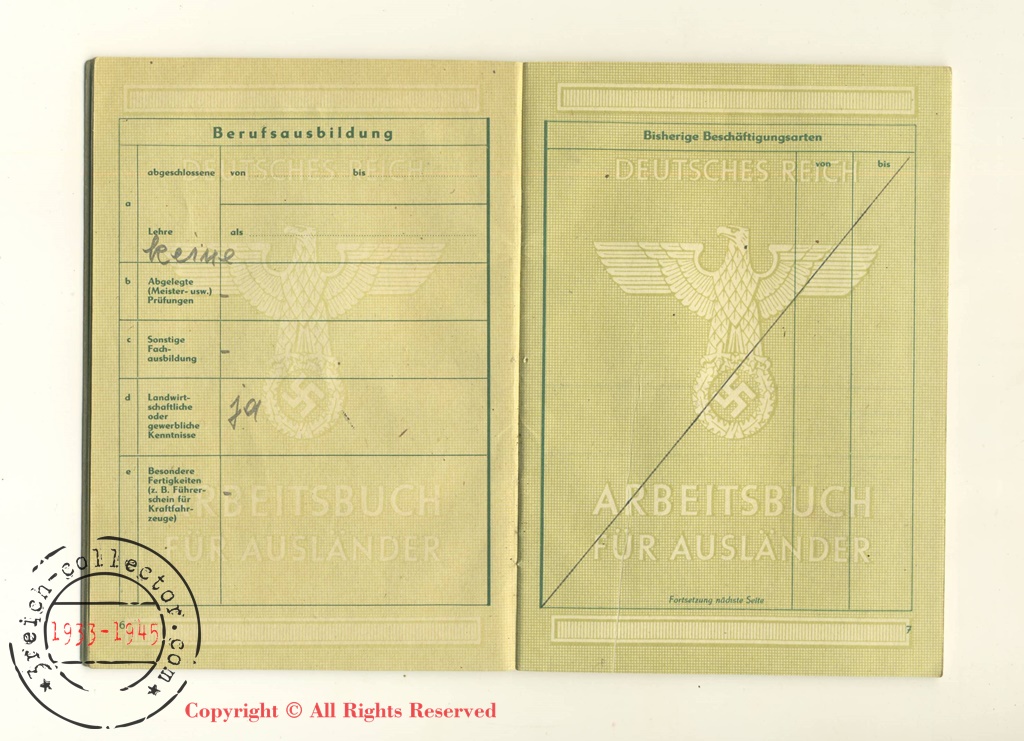 Berufsausbildung
a
abgeschlossene
von bis
Lehre
als
keine
b
Abgelegte
(Meister- usw.)
Prüfungen
-
c
Sonstige
Fach-
ausbildung
-
d
Landwirt-
schaftliche
oder
gewerbliche
Kenntnisse
ja
e
Besondere
Fertigkeiten
(z. B. Führer-
schein für
Kraftfahr-
zeuge)
-
DEUTSCHES REICH
ARBEITSBUCH
FÜR AUSLÄNDER
6
Bisherige Beschäftigungsarten
von bis
DEUTSCHES REICH
ARBEITSBUCH
FÜR AUSLÄNDER
Fortsetzung nächste Seite
7
3reich-collector.com
1933-1945
Copyright © All Rights Reserved